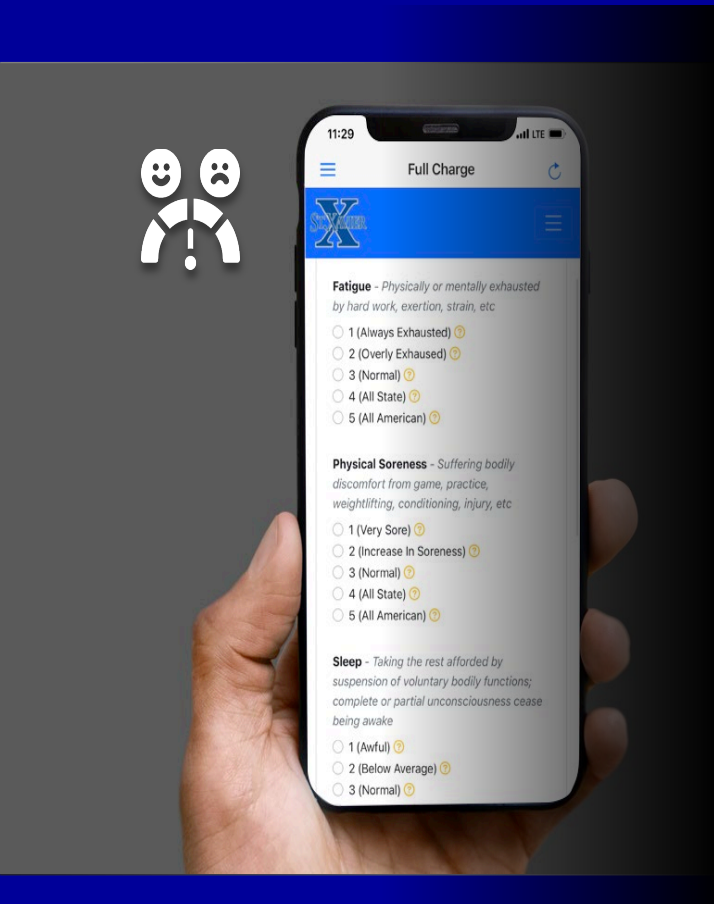 11:29
LTE
Full Charge
X
ST. XAVIER
Fatigue - Physically or mentally exhausted
by hard work, exertion, strain, etc
1 (Always Exhausted) ?
2 (Overly Exhaused) ?
3 (Normal) ?
4 (All State) ?
5 (All American) ?
Physical Soreness - Suffering bodily
discomfort from game, practice,
weightlifting, conditioning, injury, etc
1 (Very Sore) ?
2 (Increase In Soreness) ?
3 (Normal) ?
4 (All State) ?
5 (All American) ?
Sleep - Taking the rest afforded by
suspension of voluntary bodily functions;
complete or partial unconsciousness cease
being awake
1 (Awful) ?
2 (Below Average) ?
3 (Normal) ?